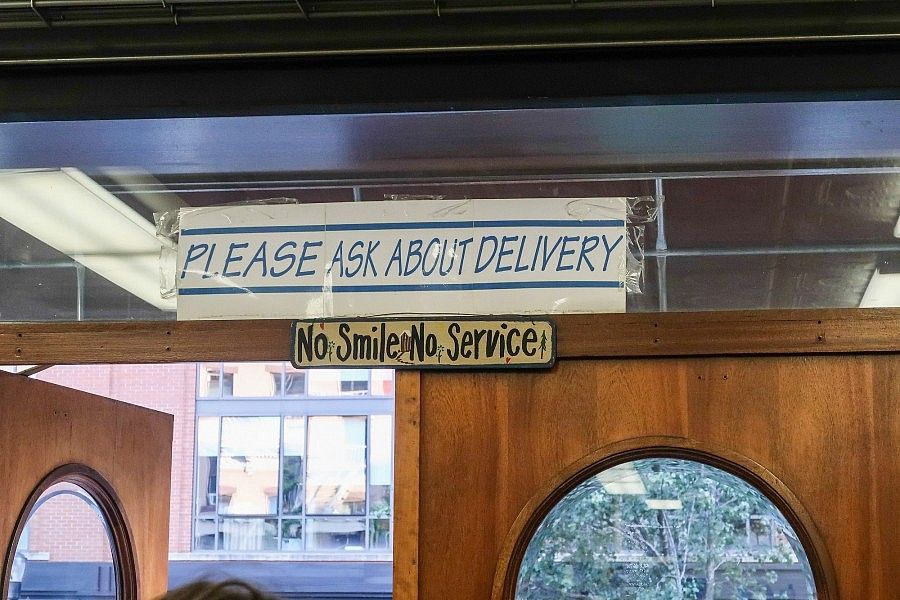 PLEASE ASK ABOUT DELIVERY
No Smile No Service